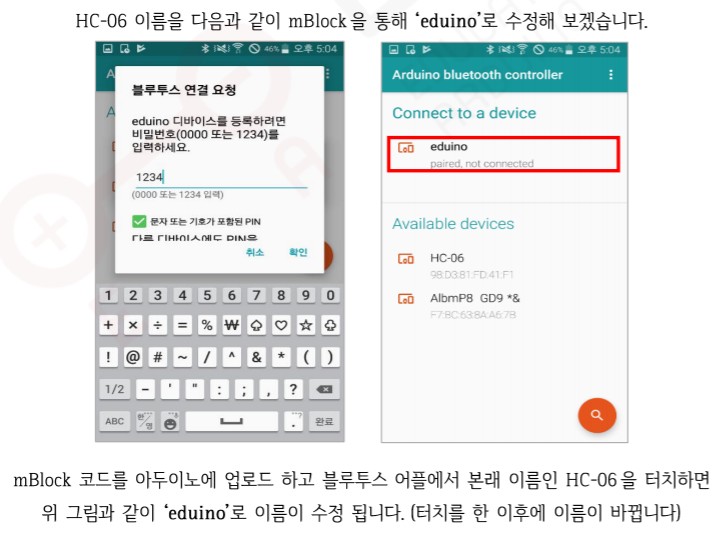 HC-06 이름을 다음과 같이 mBlock을 통해 ‘eduino’로 수정해 보겠습니다.
46% 오후 5:04
블루투스 연결 요청
eduino 디바이스를 등록하려면
비밀번호(0000 또는 1234)를
입력하세요.
1234
(0000 또는 1234 입력)
문자 또는 기호가 포함된 PIN
다른 디바이스에도 PIN을
취소 확인
1 2 3 4 5 6 7 8 9 0
+ × ÷ = % ₩ ♤ ♡ ☆ ♧
! @ # ~ / ^ & * ( )
1/2 - ' " : ; , ?
ABC 한/영 . 완료
46% 오후 5:04
Arduino bluetooth controller
Connect to a device
eduino
paired, not connected
Available devices
HC-06
98:D3:81:FD:41:F1
AlbmP8 GD9 *&
F7:BC:63:8A:A6:7B
mBlock 코드를 아두이노에 업로드 하고 블루투스 어플에서 본래 이름인 HC-06을 터치하면
위 그림과 같이 ‘eduino’로 이름이 수정 됩니다. (터치를 한 이후에 이름이 바뀝니다)